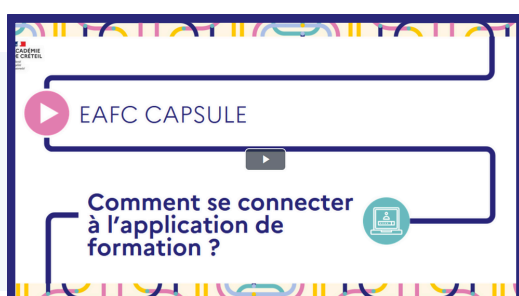 ACADÉMIE
DE CRÉTEIL
EAFC CAPSULE
Comment se connecter
à l'application de
formation ?